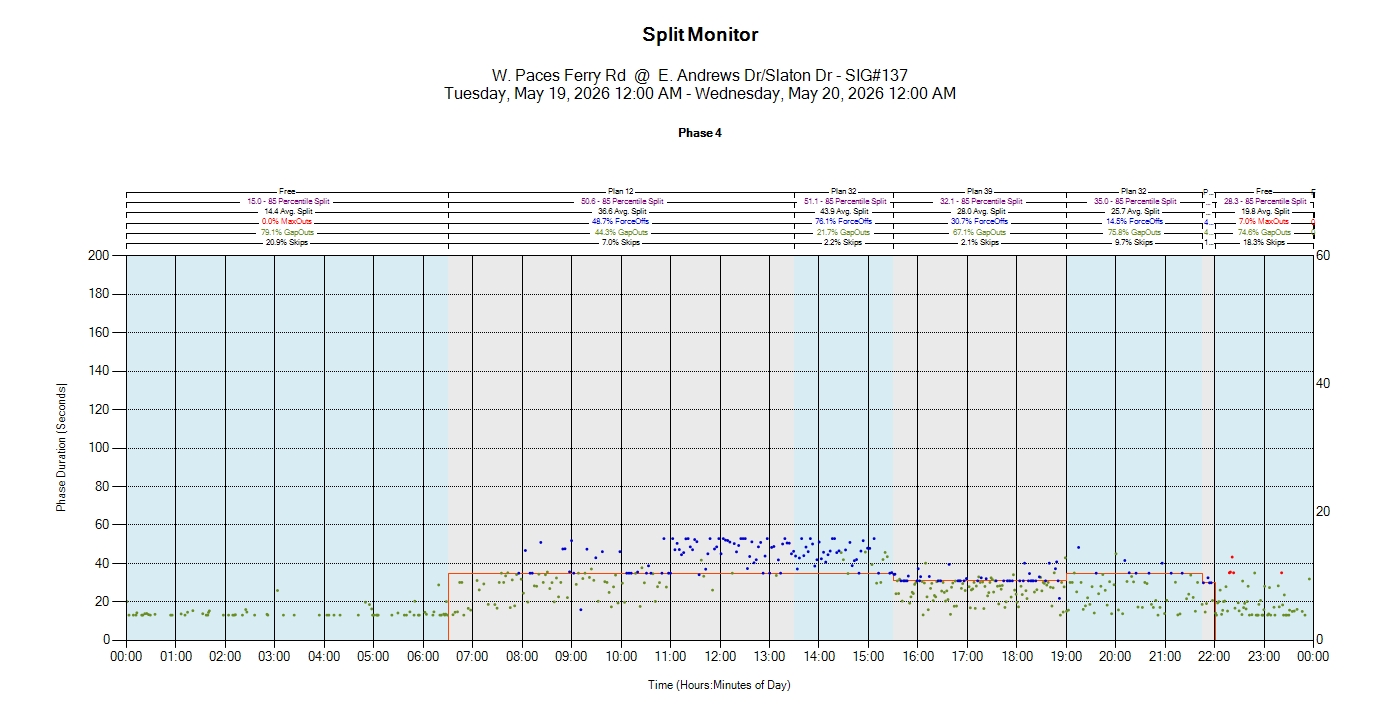 Split Monitor
W. Paces Ferry Rd @ E. Andrews Dr/Slaton Dr - SIG#137
Tuesday, May 19, 2026 12:00 AM - Wednesday, May 20, 2026 12:00 AM
Phase 4
Free Plan 12 Plan 32 Plan 39 Plan 32 P... Free F
15.0 - 85 Percentile Split 50.6 - 85 Percentile Split 51.1 - 85 Percentile Split 32.1 - 85 Percentile Split 35.0 - 85 Percentile Split 28.3 - 85 Percentile Split
14.4 Avg. Split 36.6 Avg. Split 43.9 Avg. Split 28.0 Avg. Split 25.7 Avg. Split 19.8 Avg. Split
0.0% MaxOuts 48.7% ForceOffs 76.1% ForceOffs 30.7% ForceOffs 14.5% ForceOffs 4... 7.0% MaxOuts
79.1% GapOuts 44.3% GapOuts 21.7% GapOuts 67.1% GapOuts 75.8% GapOuts 4... 74.6% GapOuts
20.9% Skips 7.0% Skips 2.2% Skips 2.1% Skips 9.7% Skips 1... 18.3% Skips
200 60
180
160
140 40
120
100
80
60 20
40
20
0 0
Phase Duration (Seconds)
00:00 01:00 02:00 03:00 04:00 05:00 06:00 07:00 08:00 09:00 10:00 11:00 12:00 13:00 14:00 15:00 16:00 17:00 18:00 19:00 20:00 21:00 22:00 23:00 00:00
Time (Hours:Minutes of Day)